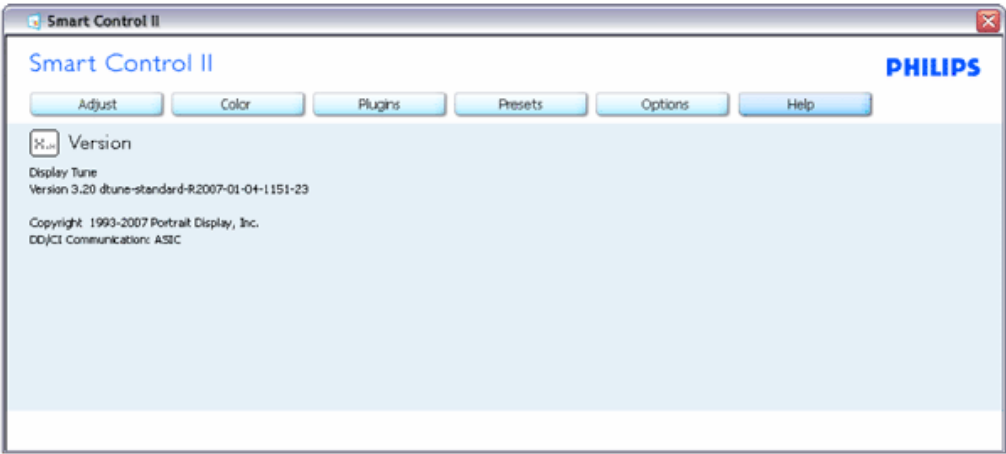 Smart Control II
Smart Control II
PHILIPS
Adjust Color Plugins Presets Options Help
Version
Display Tune
Version 3.20 dtune-standard-R2007-01-04-1151-23
Copyright 1993-2007 Portrait Display, Inc.
DD/CI Communication: ASIC